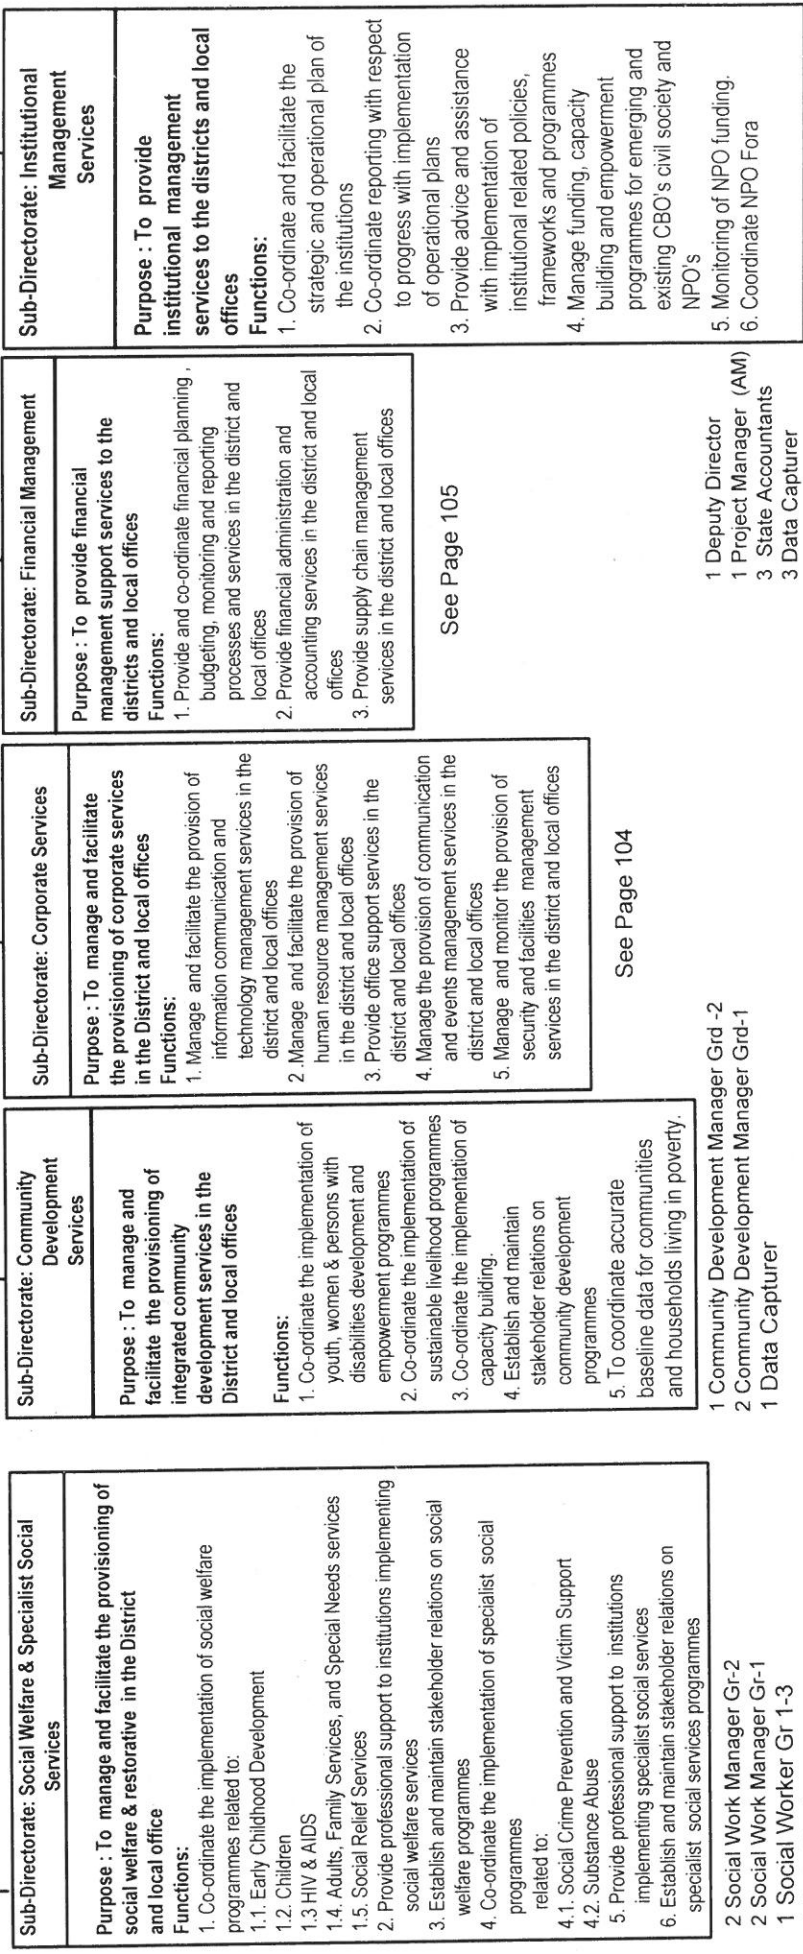 Sub-Directorate: Social Welfare & Specialist Social
Services
Purpose : To manage and facilitate the provisioning of
social welfare & restorative in the District
and local office
Functions:
1. Co-ordinate the implementation of social welfare
programmes related to:
1.1. Early Childhood Development
1.2. Children
1.3 HIV & AIDS
1.4. Adults, Family Services, and Special Needs services
1.5. Social Relief Services
2. Provide professional support to institutions implementing
social welfare services
3. Establish and maintain stakeholder relations on social
welfare programmes
4. Co-ordinate the implementation of specialist social
programmes
related to:
4.1. Social Crime Prevention and Victim Support
4.2. Substance Abuse
5. Provide professional support to institutions
implementing specialist social services
6. Establish and maintain stakeholder relations on
specialist social services programmes
2 Social Work Manager Gr-2
2 Social Work Manager Gr-1
1 Social Worker Gr 1-3
Sub-Directorate: Community
Development
Services
Purpose : To manage and
facilitate the provisioning of
integrated community
development services in the
District and local offices
Functions:
1. Co-ordinate the implementation of
youth, women & persons with
disabilities development and
empowerment programmes
2. Co-ordinate the implementation of
sustainable livelihood programmes
3. Co-ordinate the implementation of
capacity building.
4. Establish and maintain
stakeholder relations on
community development
programmes
5. To coordinate accurate
baseline data for communities
and households living in poverty.
1 Community Development Manager Grd -2
2 Community Development Manager Grd-1
1 Data Capturer
Sub-Directorate: Corporate Services
Purpose : To manage and facilitate
the provisioning of corporate services
in the District and local offices
Functions:
1. Manage and facilitate the provision of
information communication and
technology management services in the
district and local offices
2 .Manage and facilitate the provision of
human resource management services
in the district and local offices
3. Provide office support services in the
district and local offices
4. Manage the provision of communication
and events management services in the
district and local offices
5. Manage and monitor the provision of
security and facilities management
services in the district and local offices
See Page 104
Sub-Directorate: Financial Management
Purpose : To provide financial
management support services to the
districts and local offices
Functions:
1. Provide and co-ordinate financial planning ,
budgeting, monitoring and reporting
processes and services in the district and
local offices
2. Provide financial administration and
accounting services in the district and local
offices
3. Provide supply chain management
services in the district and local offices
See Page 105
Sub-Directorate: Institutional
Management
Services
Purpose : To provide
institutional management
services to the districts and local
offices
Functions:
1. Co-ordinate and facilitate the
strategic and operational plan of
the institutions
2. Co-ordinate reporting with respect
to progress with implementation
of operational plans
3. Provide advice and assistance
with implementation of
institutional related policies,
frameworks and programmes
4. Manage funding, capacity
building and empowerment
programmes for emerging and
existing CBO's civil society and
NPO's
5. Monitoring of NPO funding.
6. Coordinate NPO Fora
1 Deputy Director
1 Project Manager (AM)
3 State Accountants
3 Data Capturer